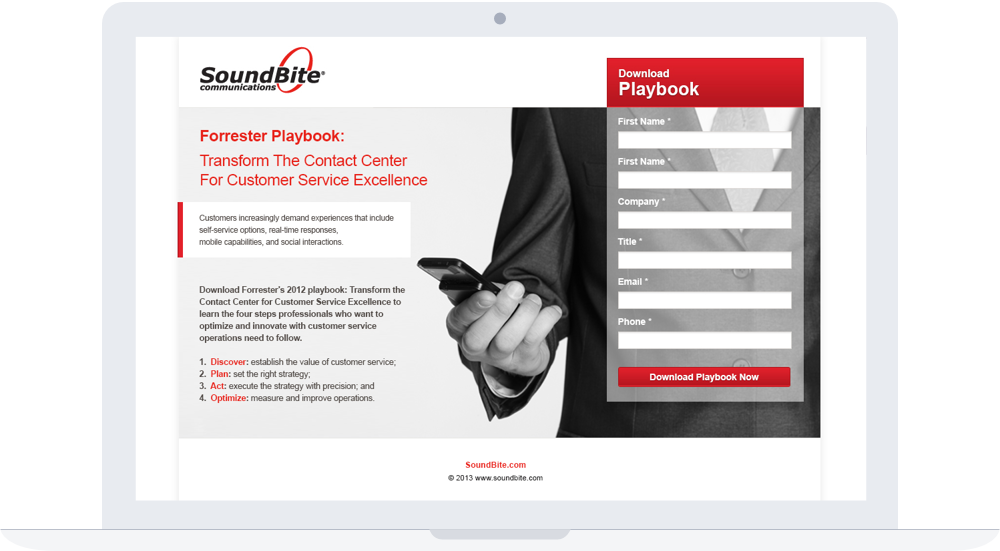 SoundBite®
communications
Download
Playbook
Forrester Playbook:
Transform The Contact Center
For Customer Service Excellence
Customers increasingly demand experiences that include
self-service options, real-time responses,
mobile capabilities, and social interactions.
Download Forrester's 2012 playbook: Transform the
Contact Center for Customer Service Excellence to
learn the four steps professionals who want to
optimize and innovate with customer service
operations need to follow.
1. Discover: establish the value of customer service;
2. Plan: set the right strategy;
3. Act: execute the strategy with precision; and
4. Optimize: measure and improve operations.
First Name *
First Name *
Company *
Title *
Email *
Phone *
Download Playbook Now
SoundBite.com
© 2013 www.soundbite.com